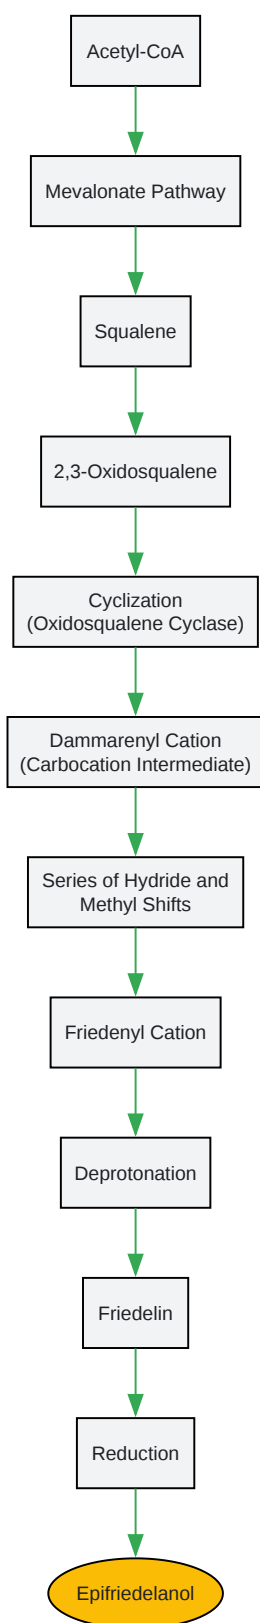 Acetyl-CoA
Mevalonate Pathway
Squalene
2,3-Oxidosqualene
Cyclization
(Oxidosqualene Cyclase)
Dammarenyl Cation
(Carbocation Intermediate)
Series of Hydride and
Methyl Shifts
Friedenyl Cation
Deprotonation
Friedelin
Reduction
Epifriedelanol